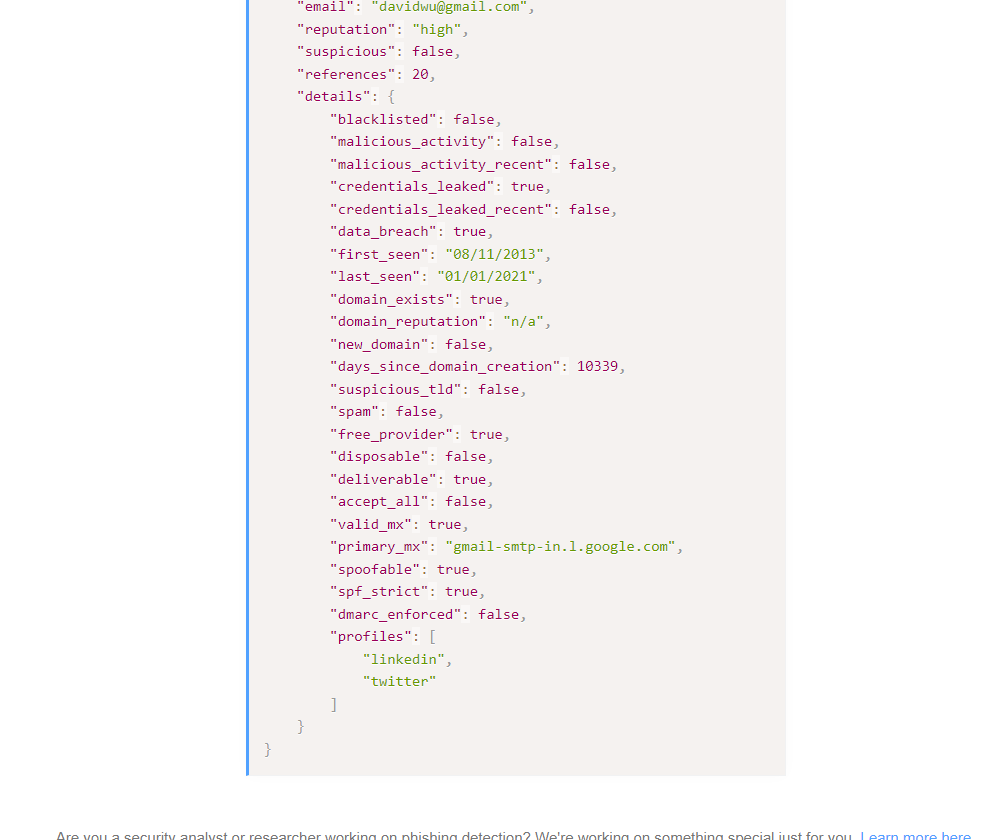 "email": "davidwu@gmail.com",
"reputation": "high",
"suspicious": false,
"references": 20,
"details": {
"blacklisted": false,
"malicious_activity": false,
"malicious_activity_recent": false,
"credentials_leaked": true,
"credentials_leaked_recent": false,
"data_breach": true,
"first_seen": "08/11/2013",
"last_seen": "01/01/2021",
"domain_exists": true,
"domain_reputation": "n/a",
"new_domain": false,
"days_since_domain_creation": 10339,
"suspicious_tld": false,
"spam": false,
"free_provider": true,
"disposable": false,
"deliverable": true,
"accept_all": false,
"valid_mx": true,
"primary_mx": "gmail-smtp-in.l.google.com",
"spoofable": true,
"spf_strict": true,
"dmarc_enforced": false,
"profiles": [
"linkedin",
"twitter"
]
}
}
Are you a security analyst or researcher working on phishing detection? We're working on something special just for you. Learn more here